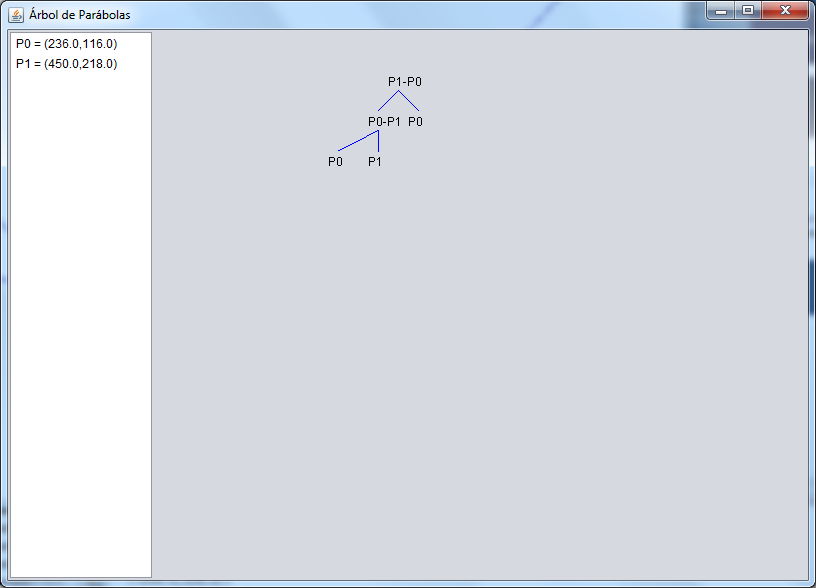 Árbol de Parábolas
P0 = (236.0,116.0)
P1 = (450.0,218.0)
P1-P0
P0-P1 P0
P0 P1